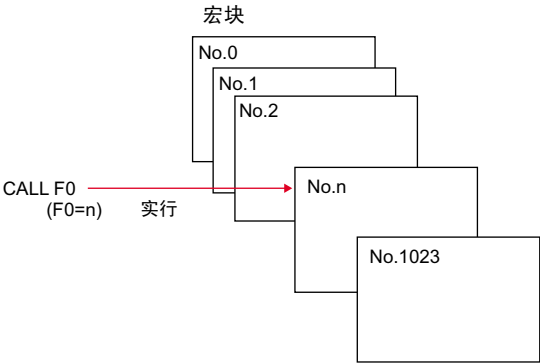 宏块
No.0
No.1
No.2
CALL F0
(F0=n)
实行
No.n
No.1023